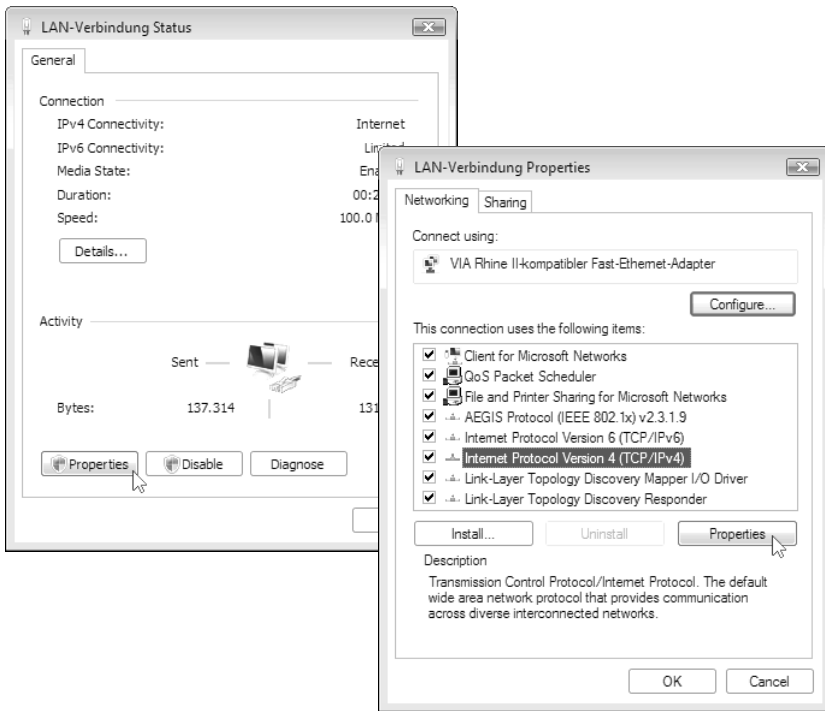 LAN-Verbindung Status
General
Connection
IPv4 Connectivity: Internet
IPv6 Connectivity:
Media State:
Duration:
Speed: 100.0
Details...
Activity
Sent
Bytes: 137.314
Properties Disable Diagnose
LAN-Verbindung Properties
Networking Sharing
Connect using:
VIA Rhine II-kompatibler Fast-Ethernet-Adapter
Configure...
This connection uses the following items:
Client for Microsoft Networks
QoS Packet Scheduler
File and Printer Sharing for Microsoft Networks
AEGIS Protocol (IEEE 802.1x) v2.3.1.9
Internet Protocol Version 6 (TCP/IPv6)
Internet Protocol Version 4 (TCP/IPv4)
Link-Layer Topology Discovery Mapper I/O Driver
Link-Layer Topology Discovery Responder
Install... Uninstall Properties
Description
Transmission Control Protocol/Internet Protocol. The default
wide area network protocol that provides communication
across diverse interconnected networks.
OK Cancel